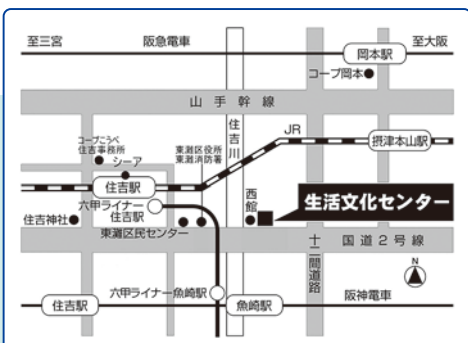 至三宮
阪急電車
至大阪
岡本駅
コープ岡本
山手幹線
コープこうべ
住吉事務所
シーア
東灘区役所
東灘消防署
住吉川
JR
摂津本山駅
住吉駅
六甲ライナー
住吉駅
西館
生活文化センター
住吉神社
東灘区民センター
十二間道路
国道2号線
N
六甲ライナー魚崎駅
住吉駅
魚崎駅
阪神電車